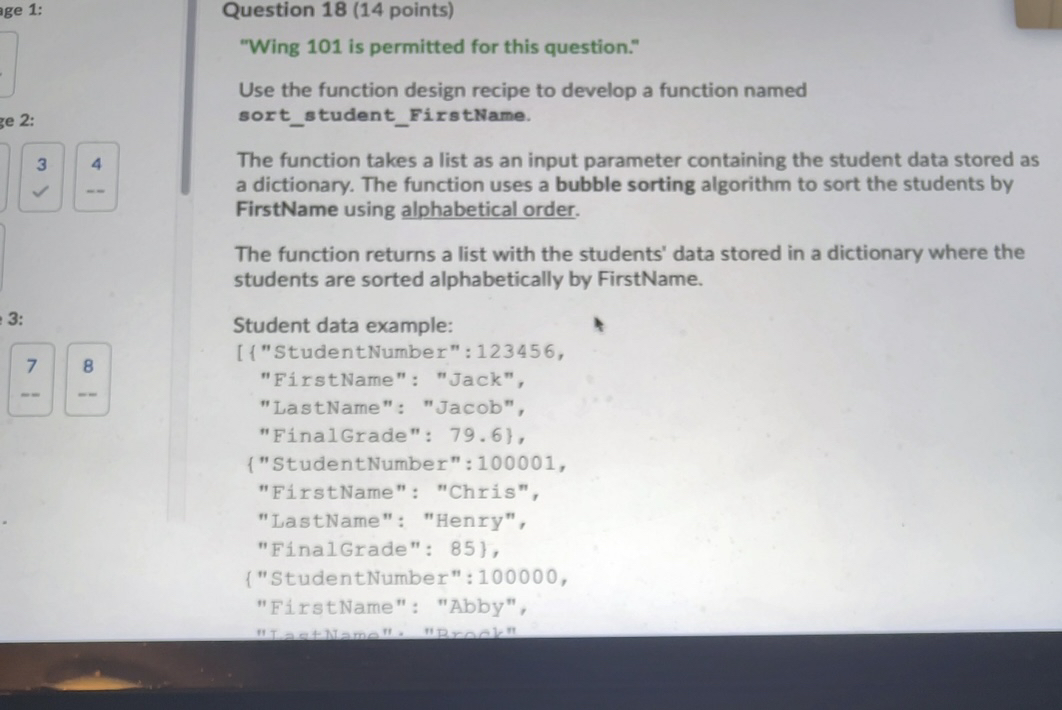 age 1:
Question 18 (14 points)
"Wing 101 is permitted for this question."
Use the function design recipe to develop a function named
sort_student_FirstName.
ge 2:
3
4
--
The function takes a list as an input parameter containing the student data stored as
a dictionary. The function uses a bubble sorting algorithm to sort the students by
FirstName using alphabetical order.
The function returns a list with the students' data stored in a dictionary where the
students are sorted alphabetically by FirstName.
3:
7
8
--
--
Student data example:
[{"StudentNumber":123456,
"FirstName": "Jack",
"LastName": "Jacob",
"FinalGrade": 79.6},
{"StudentNumber":100001,
"FirstName": "Chris",
"LastName": "Henry",
"FinalGrade": 85},
{"StudentNumber":100000,
"FirstName": "Abby",
"LastName": "Brock"